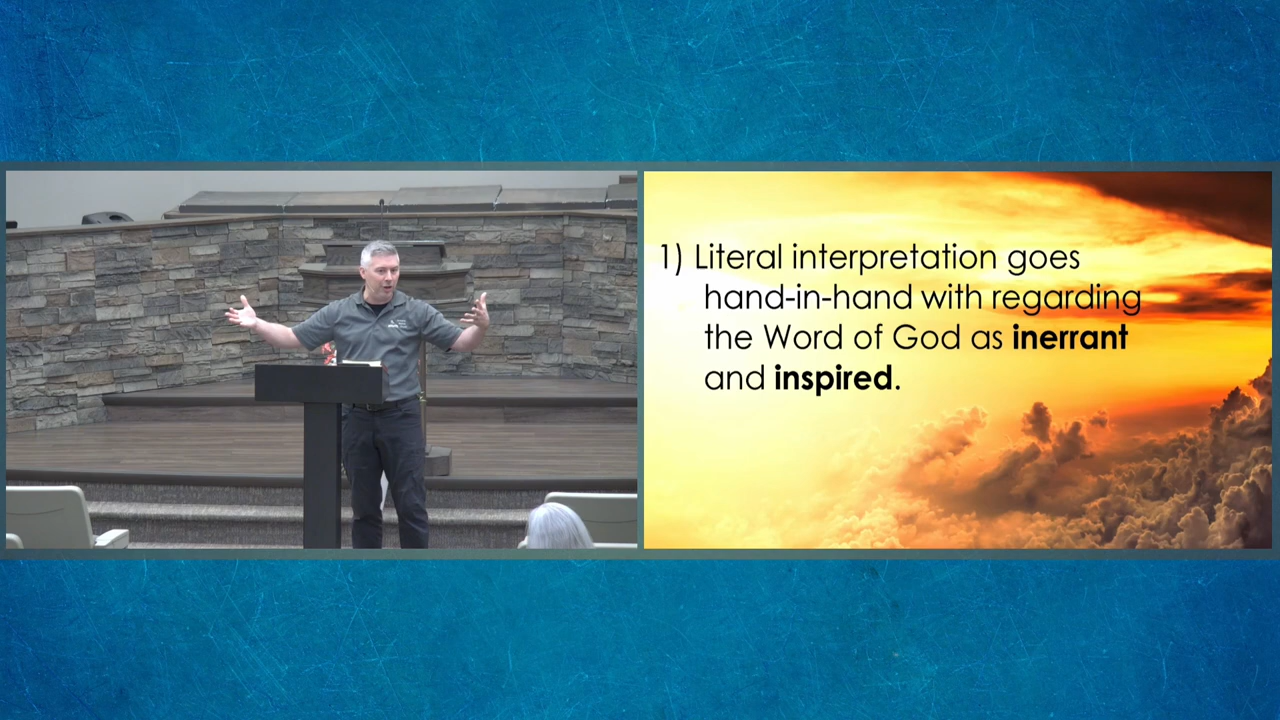 1) Literal interpretation goes
hand-in-hand with regarding
the Word of God as inerrant
and inspired.